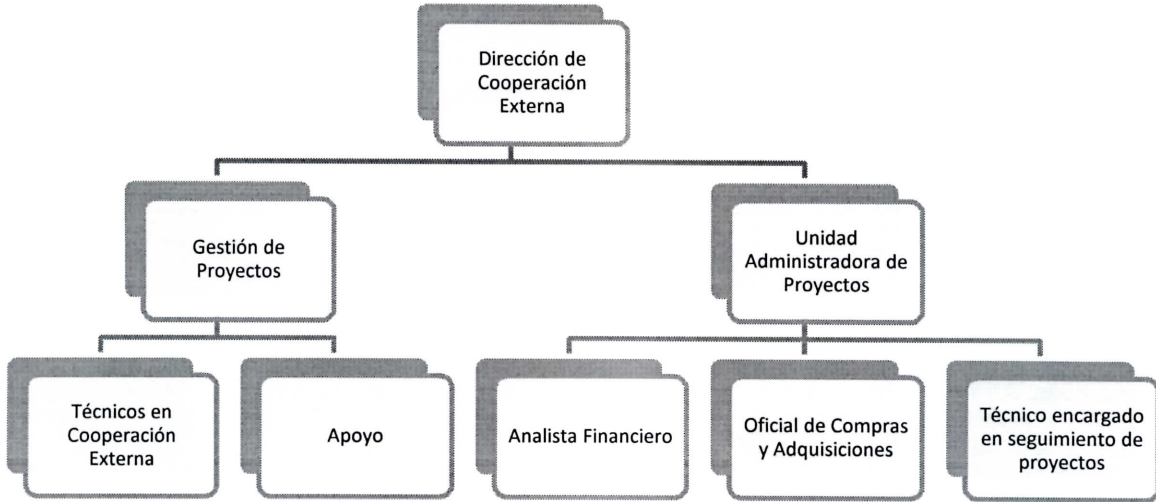 Dirección de
Cooperación
Externa
Gestión de
Proyectos
Unidad
Administradora de
Proyectos
Técnicos en
Cooperación
Externa
Apoyo
Analista Financiero
Oficial de Compras
y Adquisiciones
Técnico encargado
en seguimiento de
proyectos